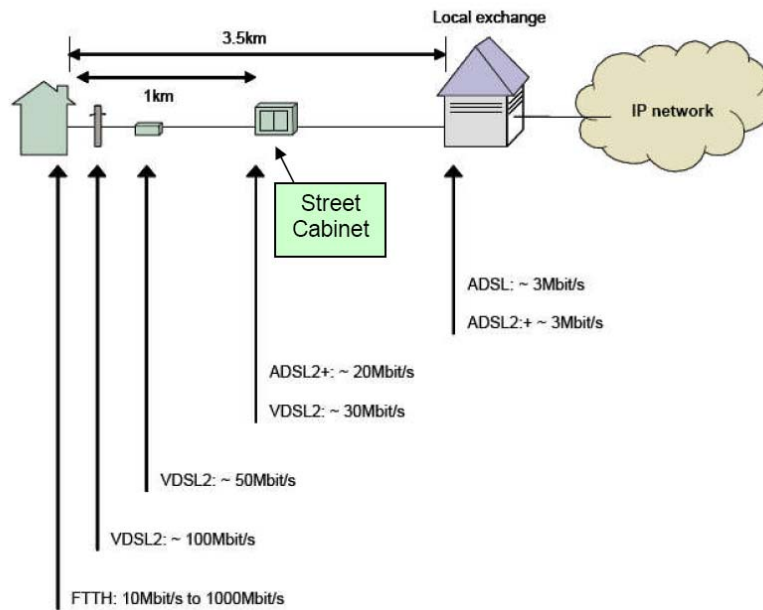 Local exchange
3.5km
1km
IP network
Street
Cabinet
ADSL: ~ 3Mbit/s
ADSL2:+ ~ 3Mbit/s
ADSL2+: ~ 20Mbit/s
VDSL2: ~ 30Mbit/s
VDSL2: ~ 50Mbit/s
VDSL2: ~ 100Mbit/s
FTTH: 10Mbit/s to 1000Mbit/s